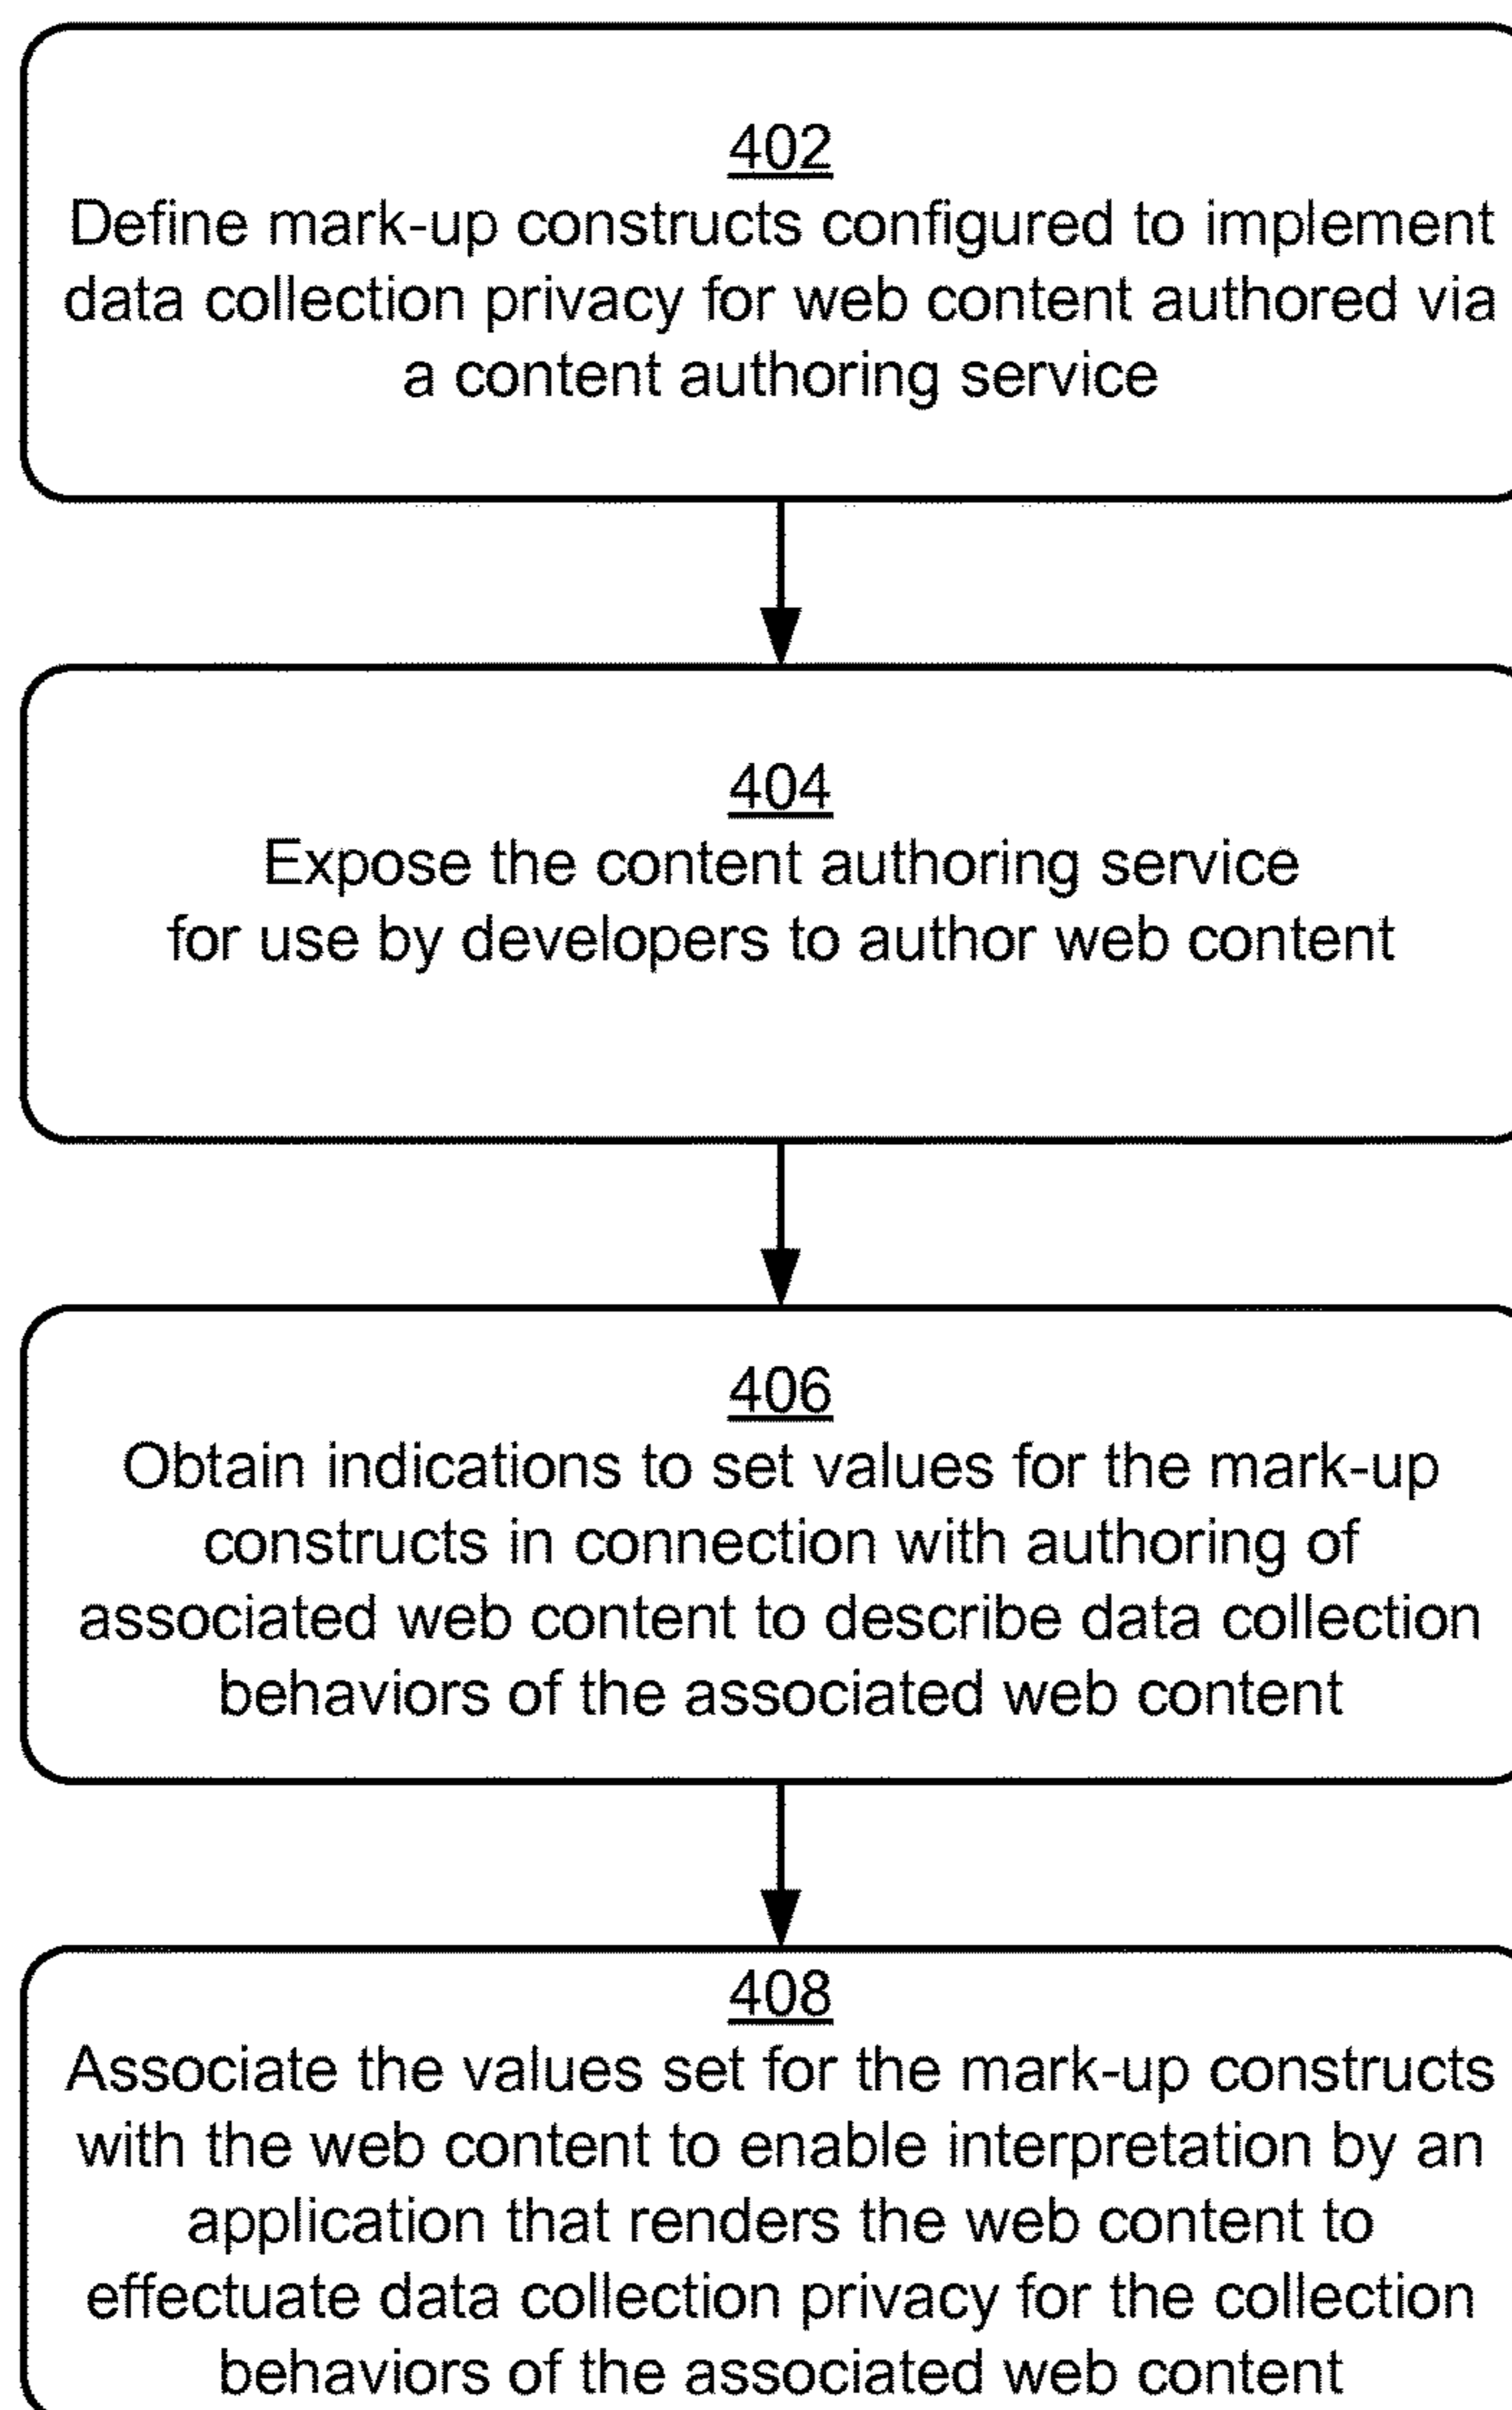 402
Define mark-up constructs configured to implement
data collection privacy for web content authored via
a content authoring service
404
Expose the content authoring service
for use by developers to author web content
406
Obtain indications to set values for the mark-up
constructs in connection with authoring of
associated web content to describe data collection
behaviors of the associated web content
408
Associate the values set for the mark-up constructs
with the web content to enable interpretation by an
application that renders the web content to
effectuate data collection privacy for the collection
behaviors of the associated web content